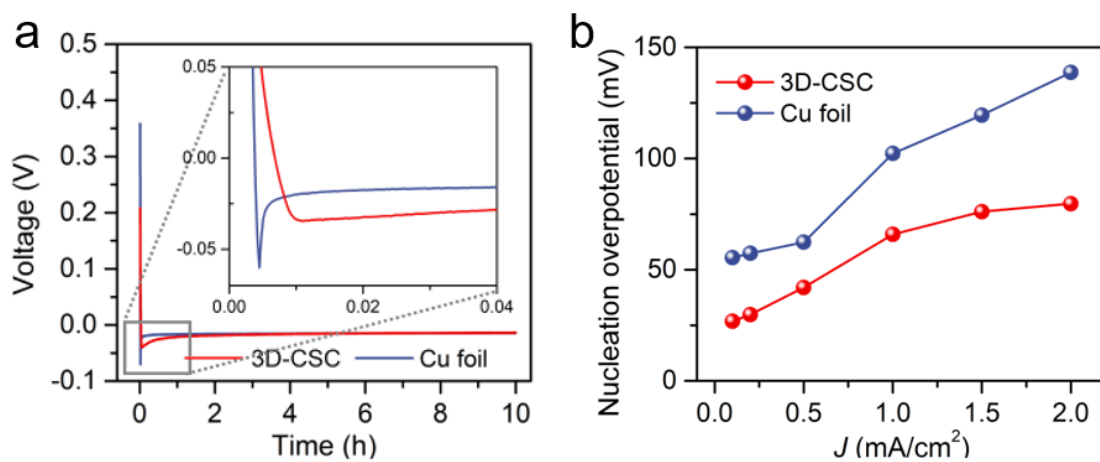 a
0.5
0.4
0.3
0.2
0.1
0.0
-0.1
Voltage (V)
0.05
0.00
-0.05
0.00
0.02
0.04
3D-CSC
Cu foil
0
2
4
6
8
10
Time (h)
b
150
100
50
0
Nucleation overpotential (mV)
3D-CSC
Cu foil
0.0
0.5
1.0
1.5
2.0
J (mA/cm²)